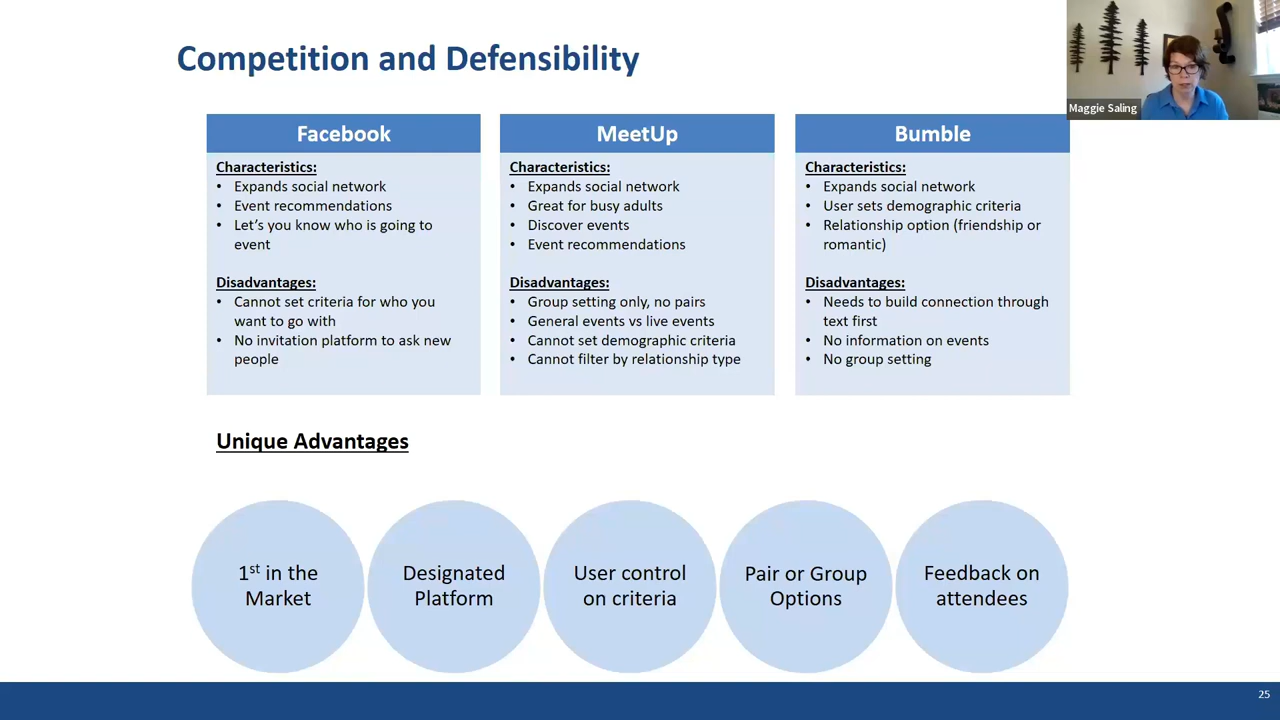 Competition and Defensibility
Maggie Saling
Facebook
Characteristics:
• Expands social network
• Event recommendations
• Let's you know who is going to
event
Disadvantages:
• Cannot set criteria for who you
want to go with
• No invitation platform to ask new
people
MeetUp
Characteristics:
• Expands social network
• Great for busy adults
• Discover events
• Event recommendations
Disadvantages:
• Group setting only, no pairs
• General events vs live events
• Cannot set demographic criteria
• Cannot filter by relationship type
Bumble
Characteristics:
• Expands social network
• User sets demographic criteria
• Relationship option (friendship or
romantic)
Disadvantages:
• Needs to build connection through
text first
• No information on events
• No group setting
Unique Advantages
1st in the
Market
Designated
Platform
User control
on criteria
Pair or Group
Options
Feedback on
attendees
25